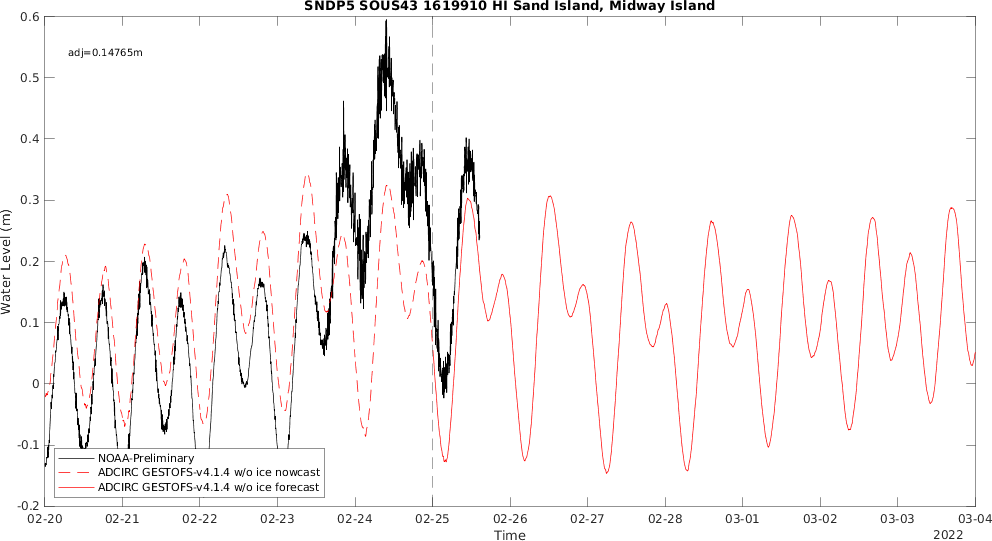 SNDP5 SOUS43 1619910 HI Sand Island, Midway Island
adj=0.14765m
Water Level (m)
0.6
0.5
0.4
0.3
0.2
0.1
0
-0.1
-0.2
NOAA-Preliminary
ADCIRC GESTOFS-v4.1.4 w/o ice nowcast
ADCIRC GESTOFS-v4.1.4 w/o ice forecast
02-20 02-21 02-22 02-23 02-24 02-25 02-26 02-27 02-28 03-01 03-02 03-03 03-04
Time
2022